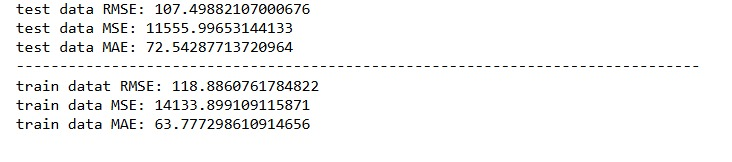 test data RMSE: 107.49882107000676
test data MSE: 11555.99653144133
test data MAE: 72.54287713720964
------------------------------------------------------------------------------
train datat RMSE: 118.8860761784822
train data MSE: 14133.899109115871
train data MAE: 63.777298610914656